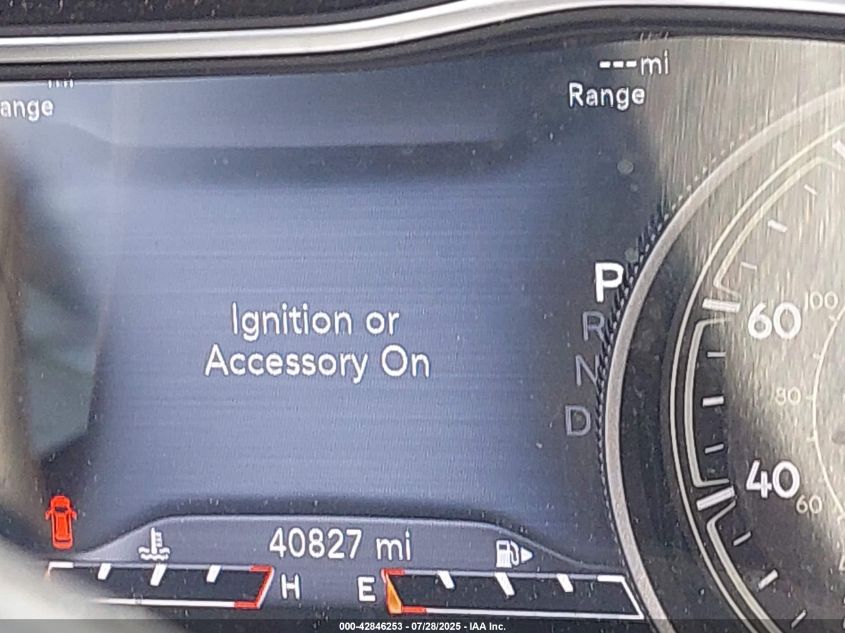 ---mi
ange
Range
Ignition or
Accessory On
P
R
N
D
100
60
80
40
60
40827 mi
H
E
000-42846253 - 07/28/2025 - IAA Inc.